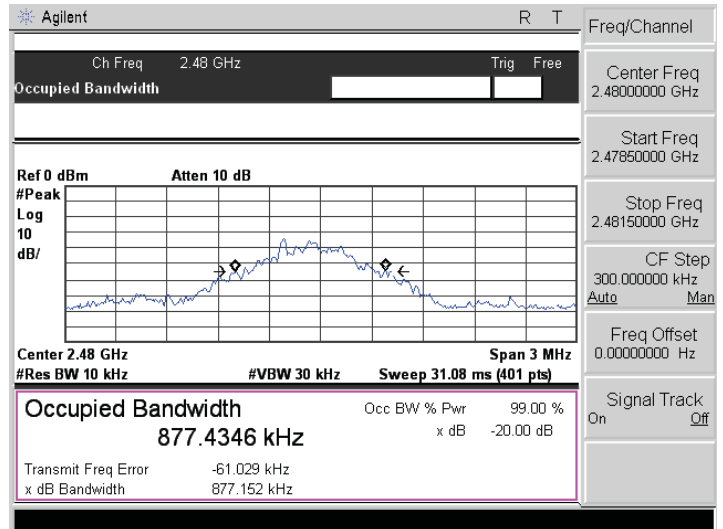 Agilent R T
Ch Freq 2.48 GHz Trig Free
Occupied Bandwidth
Ref 0 dBm Atten 10 dB
#Peak
Log
10
dB/
Center 2.48 GHz Span 3 MHz
#Res BW 10 kHz #VBW 30 kHz Sweep 31.08 ms (401 pts)
Occupied Bandwidth Occ BW % Pwr 99.00 %
877.4346 kHz x dB -20.00 dB
Transmit Freq Error -61.029 kHz
x dB Bandwidth 877.152 kHz
Freq/Channel
Center Freq
2.48000000 GHz
Start Freq
2.47850000 GHz
Stop Freq
2.48150000 GHz
CF Step
300.000000 kHz
Auto Man
Freq Offset
0.00000000 Hz
Signal Track
On Off